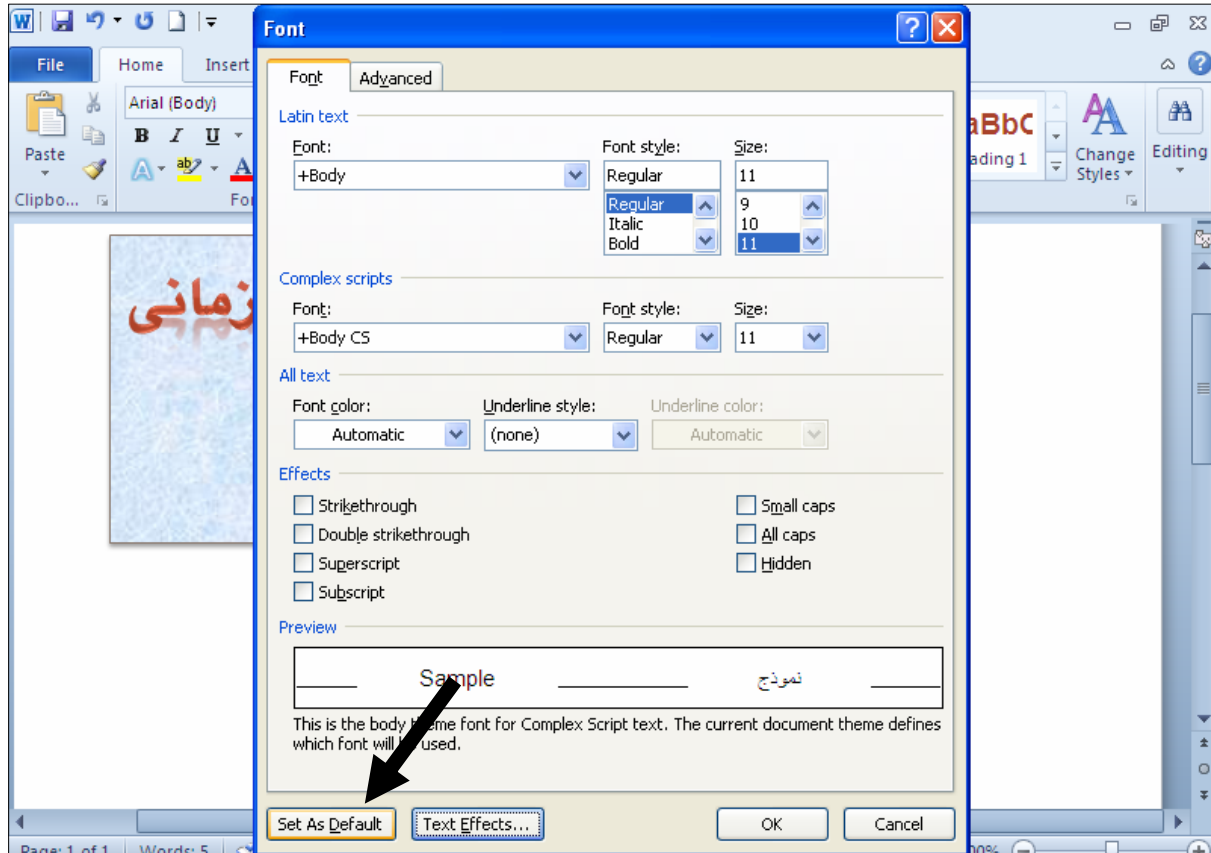 Font
File Home Insert
Font Advanced
Arial (Body)
B I U
Paste
Clipbo...
aBbC
Change Styles
Editing
Latin text
Font: Font style: Size:
+Body Regular 11
Regular 9
Italic 10
Bold 11
Complex scripts
Font: Font style: Size:
+Body CS Regular 11
All text
Font color: Underline style: Underline color:
Automatic (none) Automatic
Effects
Strikethrough Small caps
Double strikethrough All caps
Superscript Hidden
Subscript
Preview
Sample نموذج
This is the body theme font for Complex Script text. The current document theme defines
which font will be used.
Set As Default Text Effects... OK Cancel
Page: 1 of 1 Words: 5